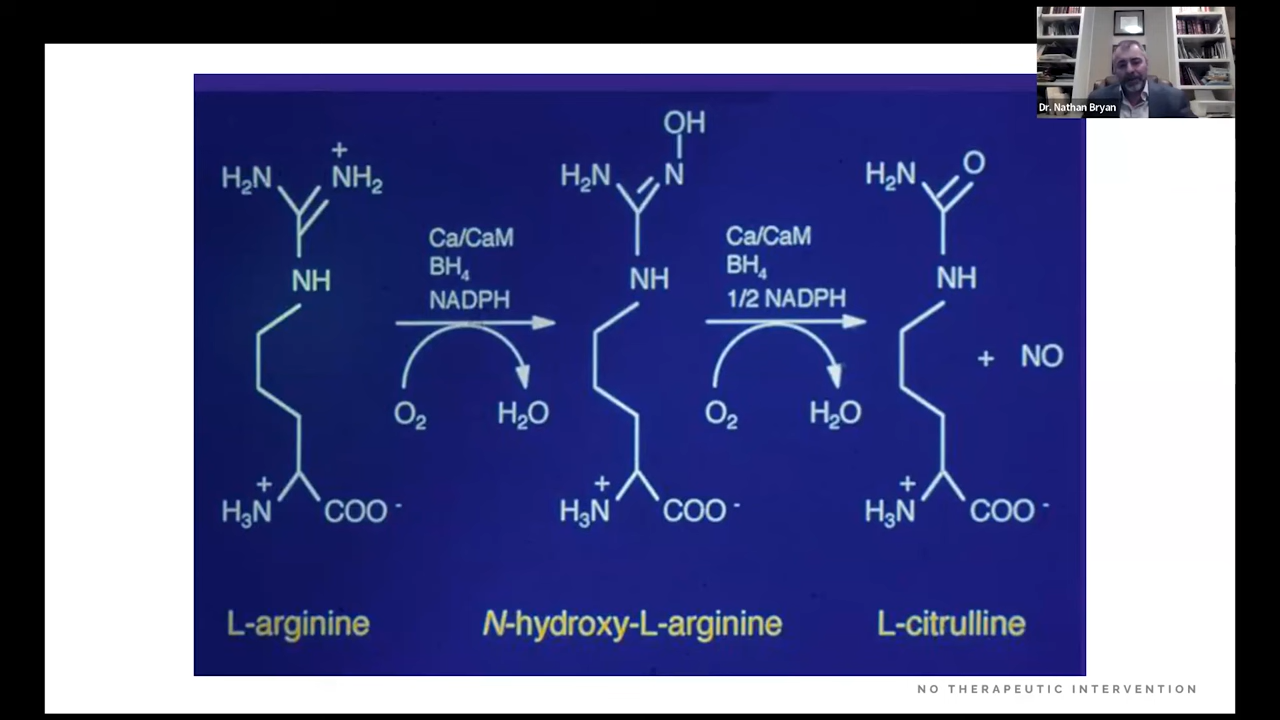 Dr. Nathan Bryan
OH
+
H₂N
NH₂
H₂N
N
H₂N
O
Ca/CaM
BH₄
NADPH
Ca/CaM
BH₄
1/2 NADPH
NH
NH
NH
+ NO
O₂
H₂O
O₂
H₂O
+
H₃N
COO⁻
+
H₃N
COO⁻
+
H₃N
COO⁻
L-arginine
N-hydroxy-L-arginine
L-citrulline
NO THERAPEUTIC INTERVENTION